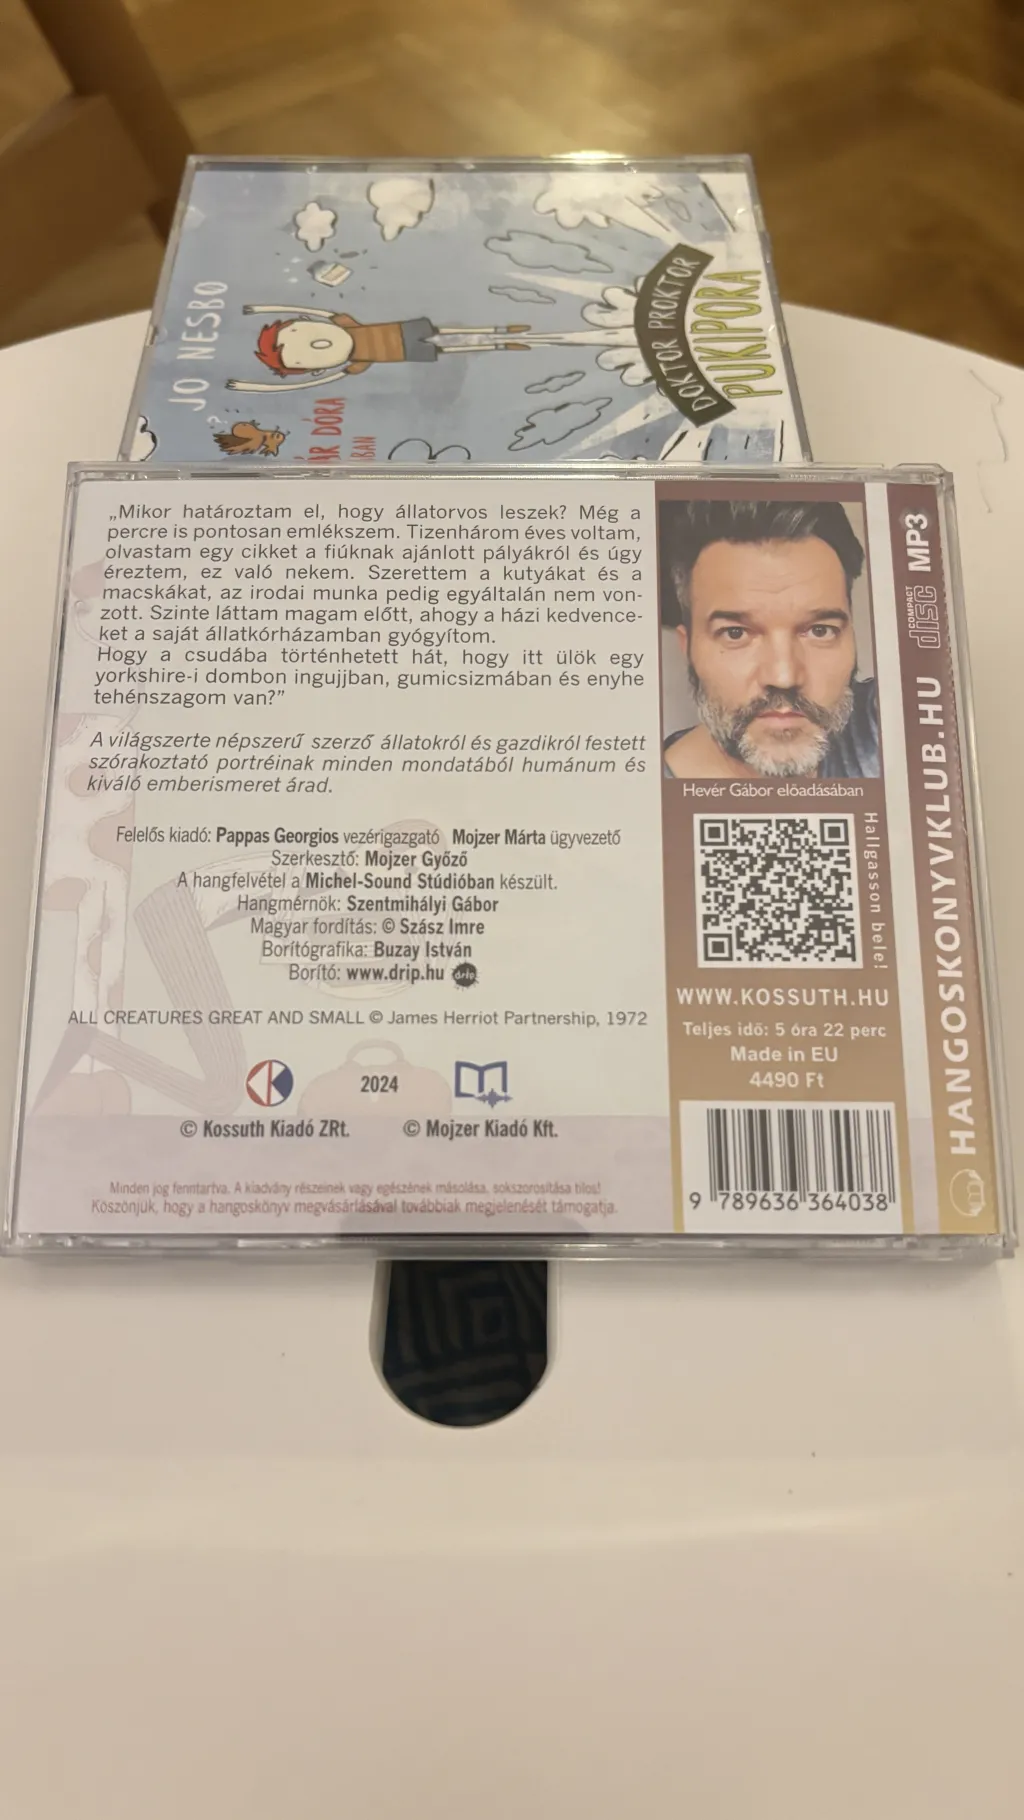 JO NESBO
DOKTOR PROKTOR
PUKIPORA
ÁR DÓRA
?
„Mikor határoztam el, hogy állatorvos leszek? Még a
percre is pontosan emlékszem. Tizenhárom éves voltam,
olvastam egy cikket a fiúknak ajánlott pályákról és úgy
éreztem, ez való nekem. Szerettem a kutyákat és a
macskákat, az irodai munka pedig egyáltalán nem von-
zott. Szinte láttam magam előtt, ahogy a házi kedvence-
ket a saját állatkórházamban gyógyítom.
Hogy a csudába történhetett hát, hogy itt ülök egy
yorkshire-i dombon ingujjban, gumicsizmában és enyhe
tehénszagom van?”
A világszerte népszerű szerző állatokról és gazdikról festett
szórakoztató portréinak minden mondatából humánum és
kiváló emberismeret árad.
Felelős kiadó: Pappas Georgios vezérigazgató Mojzer Márta ügyvezető
Szerkesztő: Mojzer Győző
A hangfelvétel a Michel-Sound Stúdióban készült.
Hangmérnök: Szentmihályi Gábor
Magyar fordítás: © Szász Imre
Borítógrafika: Buzay István
Borító: www.drip.hu drip
ALL CREATURES GREAT AND SMALL © James Herriot Partnership, 1972
2024
© Kossuth Kiadó ZRt. © Mojzer Kiadó Kft.
Minden jog fenntartva. A kiadvány részeinek vagy egészének másolása, sokszorosítása tilos!
Köszönjük, hogy a hangoskönyv megvásárlásával továbbiak megjelenését támogatja.
Hevér Gábor előadásában
Hallgasson bele!
WWW.KOSSUTH.HU
Teljes idő: 5 óra 22 perc
Made in EU
4490 Ft
9 789636 364038
HANGOSKONYVKLUB.HU COMPACT disc MP3